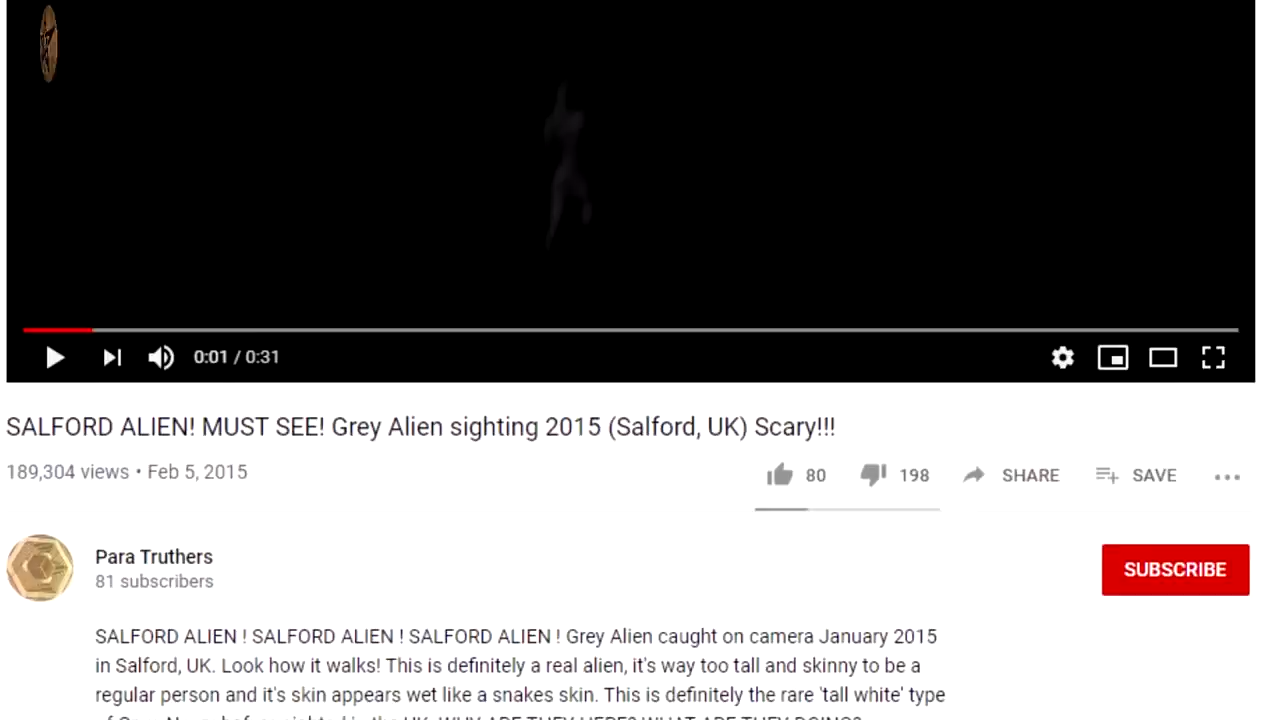 0:01 / 0:31
SALFORD ALIEN! MUST SEE! Grey Alien sighting 2015 (Salford, UK) Scary!!!
189,304 views • Feb 5, 2015
80 198 SHARE SAVE
Para Truthers
81 subscribers
SUBSCRIBE
SALFORD ALIEN ! SALFORD ALIEN ! SALFORD ALIEN ! Grey Alien caught on camera January 2015
in Salford, UK. Look how it walks! This is definitely a real alien, it's way too tall and skinny to be a
regular person and it's skin appears wet like a snakes skin. This is definitely the rare 'tall white' type